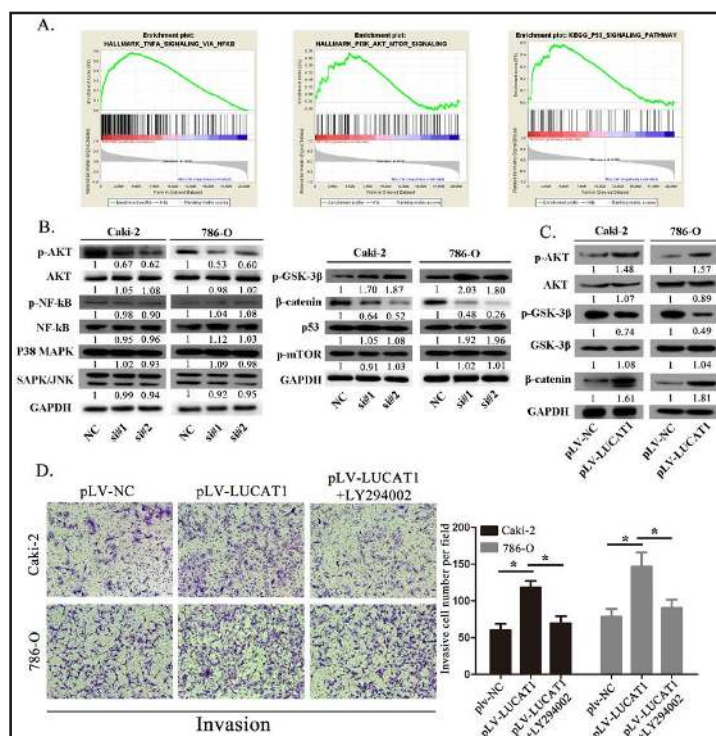 A.
Enrichment plot:
HALLMARK_TNFA_SIGNALING_VIA_NFKB
Enrichment plot:
HALLMARK_PI3K_AKT_MTOR_SIGNALING
Enrichment plot: KEGG_P53_SIGNALING_PATHWAY
B.
Caki-2 786-O
p-AKT
1 0.67 0.62 1 0.53 0.60
AKT
1 1.05 1.08 1 0.98 1.02
p-NF-kB
1 0.98 0.90 1 1.04 1.08
NF-kB
1 0.95 0.96 1 1.12 1.03
P38 MAPK
1 1.02 0.93 1 1.09 0.98
SAPK/JNK
1 0.99 0.94 1 0.92 0.95
GAPDH
NC si#1 si#2 NC si#1 si#2
Caki-2 786-O
p-GSK-3β
1 1.70 1.87 1 2.03 1.80
β-catenin
1 0.64 0.52 1 0.48 0.26
p53
1 1.05 1.08 1 1.92 1.96
p-mTOR
1 0.91 1.03 1 1.02 1.01
GAPDH
NC si#1 si#2 NC si#1 si#2
C.
Caki-2 786-O
p-AKT
1 1.48 1 1.57
AKT
1 1.07 1 0.89
p-GSK-3β
1 0.74 1 0.49
GSK-3β
1 1.08 1 1.04
β-catenin
1 1.61 1 1.81
GAPDH
pLV-NC pLV-LUCAT1 pLV-NC pLV-LUCAT1
D.
pLV-NC pLV-LUCAT1 pLV-LUCAT1
+LY294002
Caki-2
786-O
Invasion
Invasive cell number per field
200
150
100
50
0
Caki-2
786-O
* * * *
plv-NC
pLV-LUCAT1
pLV-LUCAT1
+LY294002
plv-NC
pLV-LUCAT1
pLV-LUCAT1
+LY294002